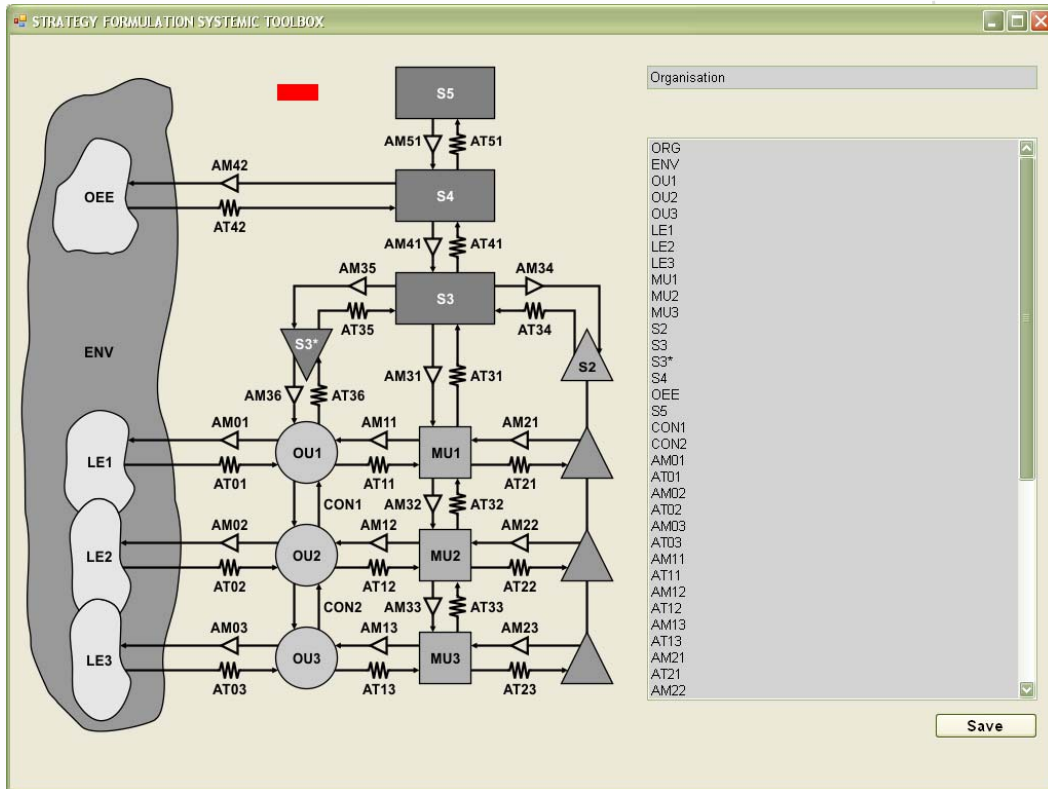 STRATEGY FORMULATION SYSTEMIC TOOLBOX
S5
AM51 AT51
AM42
OEE
S4
AT42
AM41 AT41
AM35 AM34
S3
AT35 AT34
S3*
ENV
S2
AM31 AT31
AM36 AT36
AM01 AM11 AM21
LE1 OU1 MU1
AT01 AT11 AT21
CON1 AM32 AT32
AM02 AM12 AM22
LE2 OU2 MU2
AT02 AT12 AT22
CON2 AM33 AT33
AM03 AM13 AM23
LE3 OU3 MU3
AT03 AT13 AT23
Organisation
ORG
ENV
OU1
OU2
OU3
LE1
LE2
LE3
MU1
MU2
MU3
S2
S3
S3*
S4
OEE
S5
CON1
CON2
AM01
AT01
AM02
AT02
AM03
AT03
AM11
AT11
AM12
AT12
AM13
AT13
AM21
AT21
AM22
Save